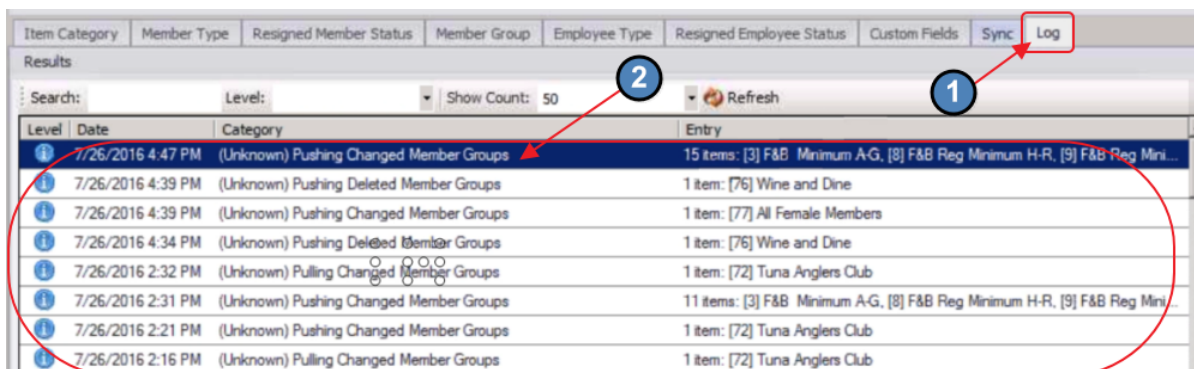 Item Category Member Type Resigned Member Status Member Group Employee Type Resigned Employee Status Custom Fields Sync Log
Results
Search: Level: Show Count: 50 Refresh
2
1
Level Date Category Entry
7/26/2016 4:47 PM (Unknown) Pushing Changed Member Groups 15 items: [3] F&B Minimum A-G, [8] F&B Reg Minimum H-R, [9] F&B Reg Mini...
7/26/2016 4:39 PM (Unknown) Pushing Deleted Member Groups 1 item: [76] Wine and Dine
7/26/2016 4:39 PM (Unknown) Pushing Changed Member Groups 1 item: [77] All Female Members
7/26/2016 4:34 PM (Unknown) Pushing Deleted Member Groups 1 item: [76] Wine and Dine
7/26/2016 2:32 PM (Unknown) Pulling Changed Member Groups 1 item: [72] Tuna Anglers Club
7/26/2016 2:31 PM (Unknown) Pushing Changed Member Groups 11 items: [3] F&B Minimum A-G, [8] F&B Reg Minimum H-R, [9] F&B Reg Mini...
7/26/2016 2:21 PM (Unknown) Pushing Changed Member Groups 1 item: [72] Tuna Anglers Club
7/26/2016 2:16 PM (Unknown) Pulling Changed Member Groups 1 item: [72] Tuna Anglers Club